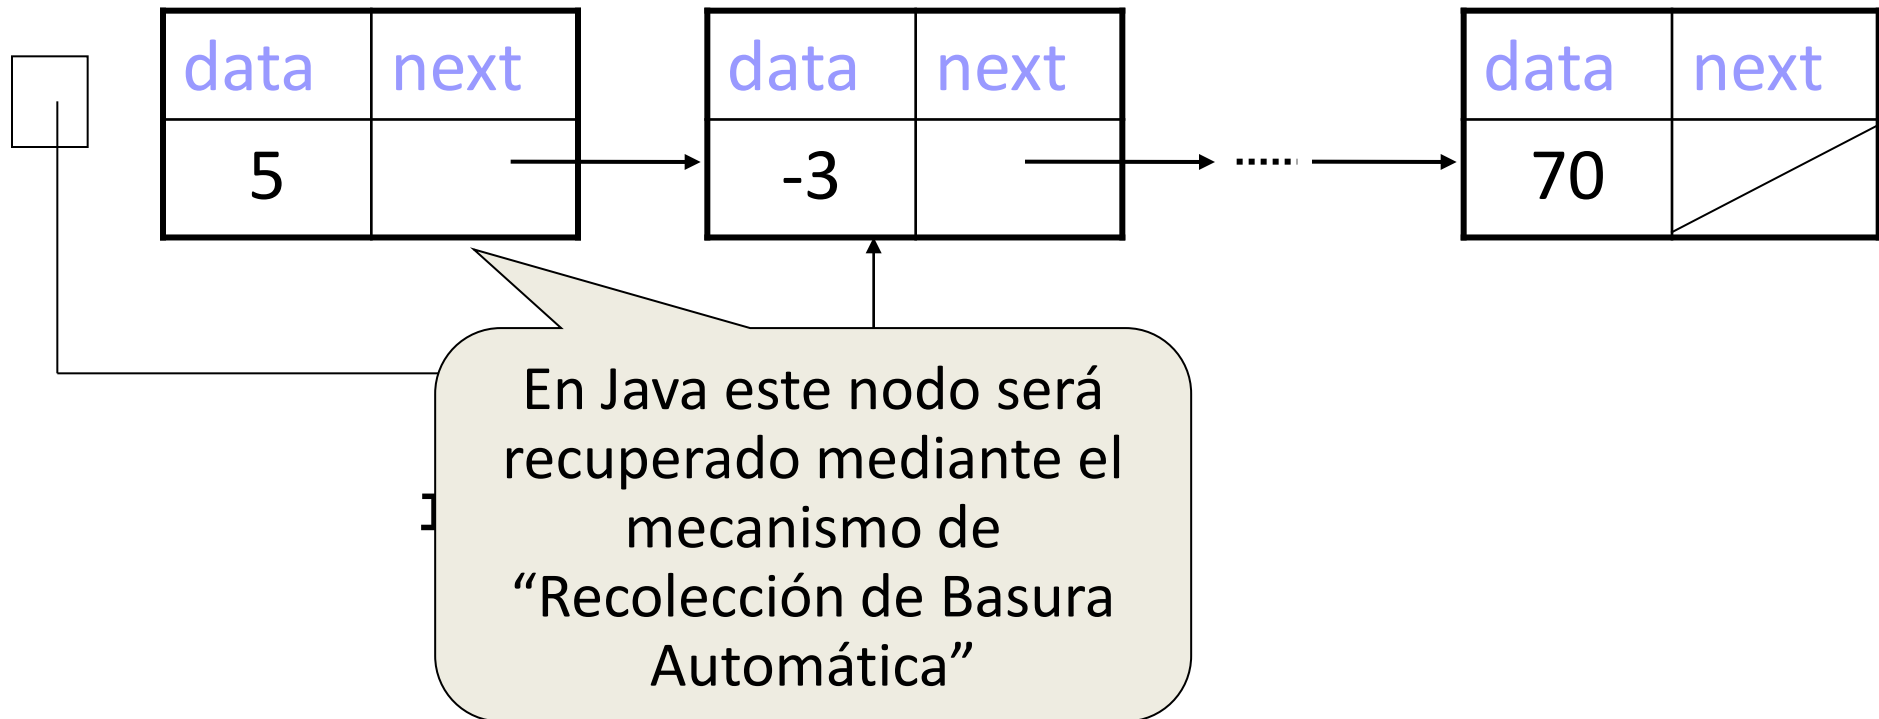 data next data next data next
5 -3 ..... 70
En Java este nodo será
recuperado mediante el
mecanismo de
“Recolección de Basura
Automática”